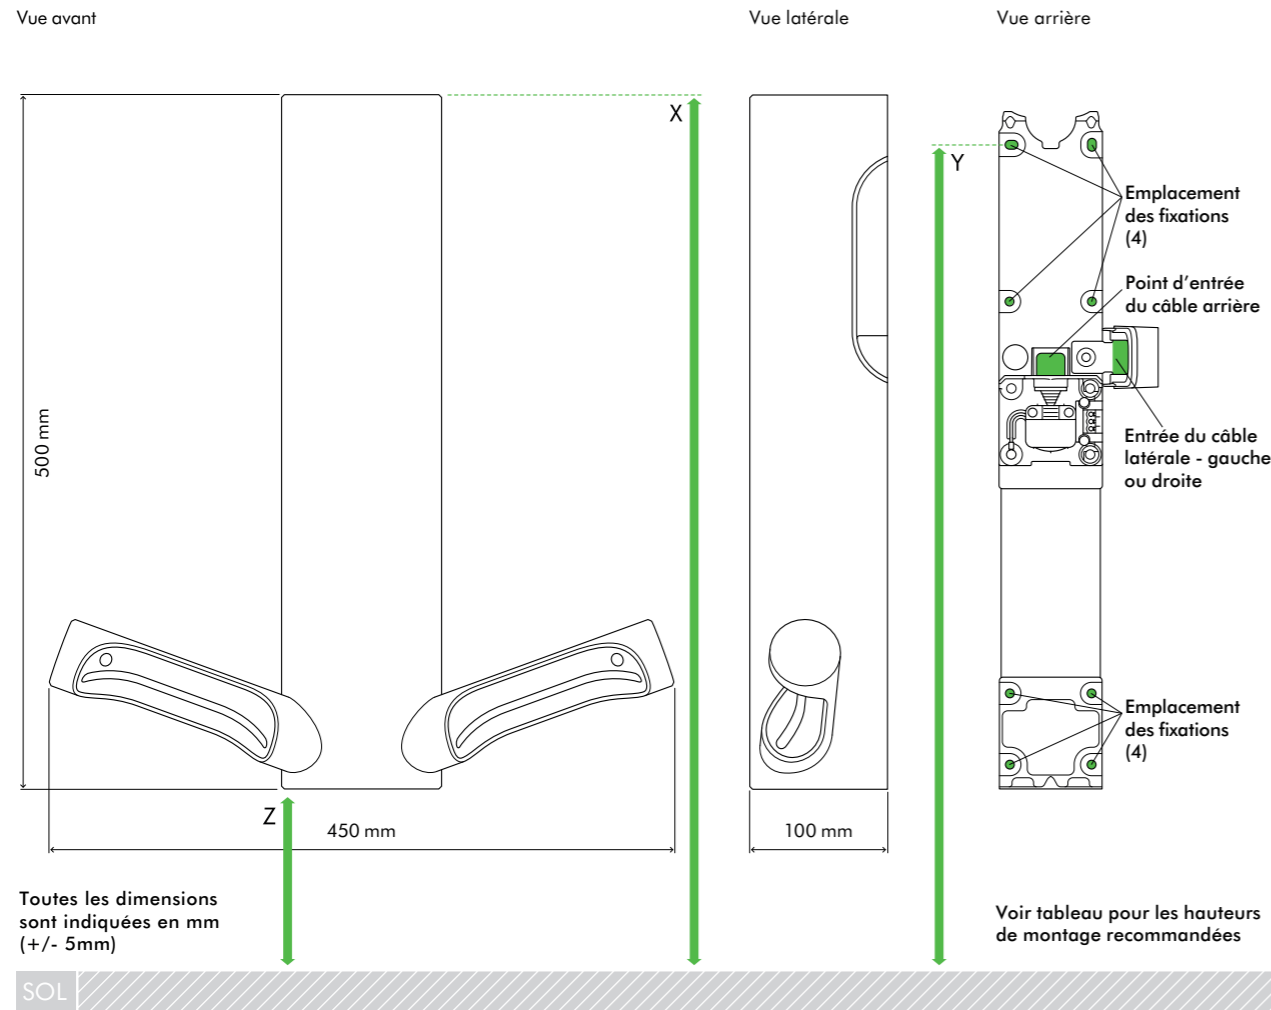 Vue avant
Vue latérale
Vue arrière
X
Y
Emplacement
des fixations
(4)
Point d'entrée
du câble arrière
500 mm
Entrée du câble
latérale - gauche
ou droite
Emplacement
des fixations
(4)
Z
450 mm
100 mm
Toutes les dimensions
sont indiquées en mm
(+/- 5mm)
Voir tableau pour les hauteurs
de montage recommandées
SOL